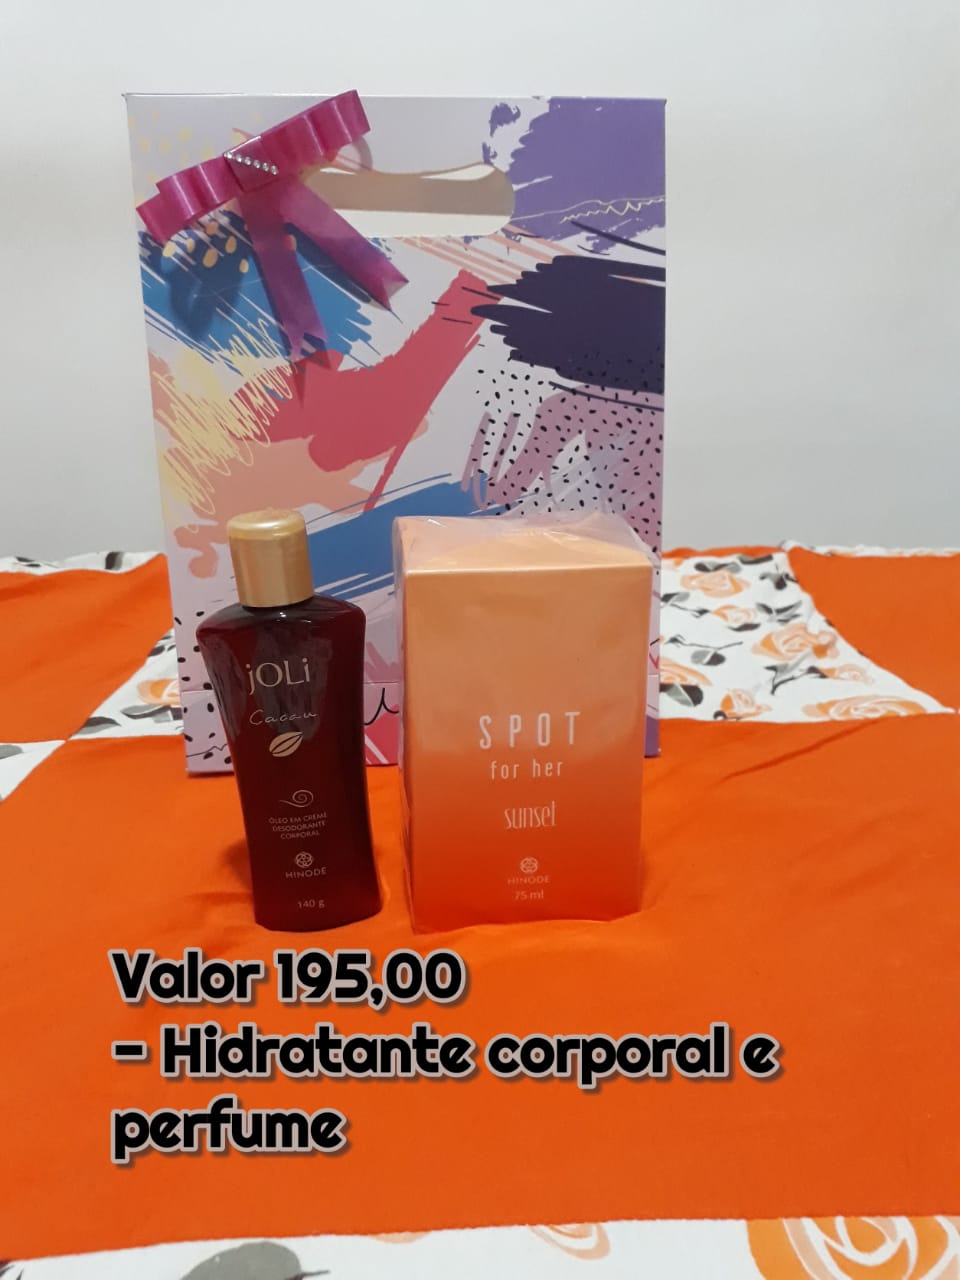 jOLi
Cacau
ÓLEO EM CREME
DESODORANTE
CORPORAL
HINODE
140 g
SPOT
for her
sunset
HINODE
75 ml
Valor 195,00
- Hidratante corporal e
perfume